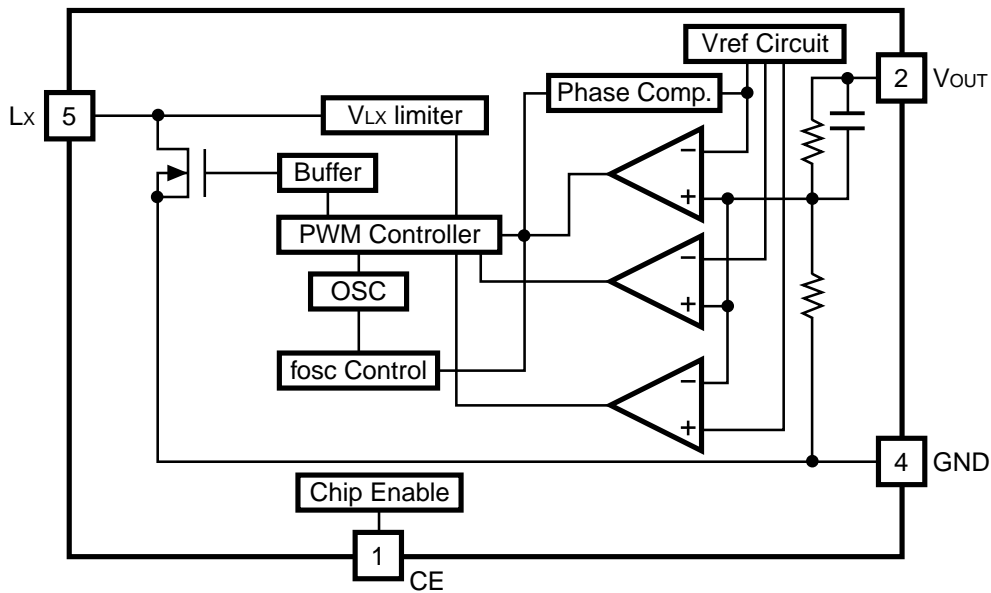 Vref Circuit
2
VOUT
Phase Comp.
LX
5
VLX limiter
−
Buffer
+
PWM Controller
−
OSC
+
fosc Control
−
+
4
GND
Chip Enable
1
CE